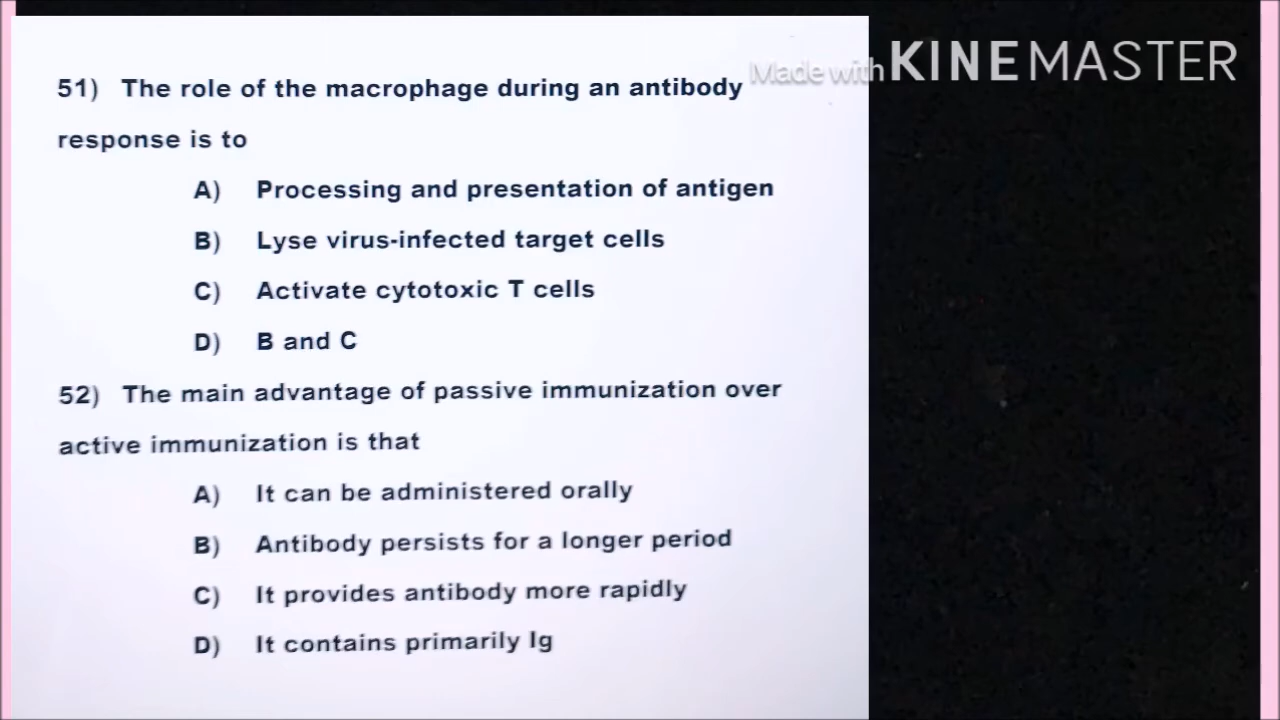 Made with KINEMASTER
51) The role of the macrophage during an antibody
response is to
A) Processing and presentation of antigen
B) Lyse virus-infected target cells
C) Activate cytotoxic T cells
D) B and C
52) The main advantage of passive immunization over
active immunization is that
A) It can be administered orally
B) Antibody persists for a longer period
C) It provides antibody more rapidly
D) It contains primarily Ig